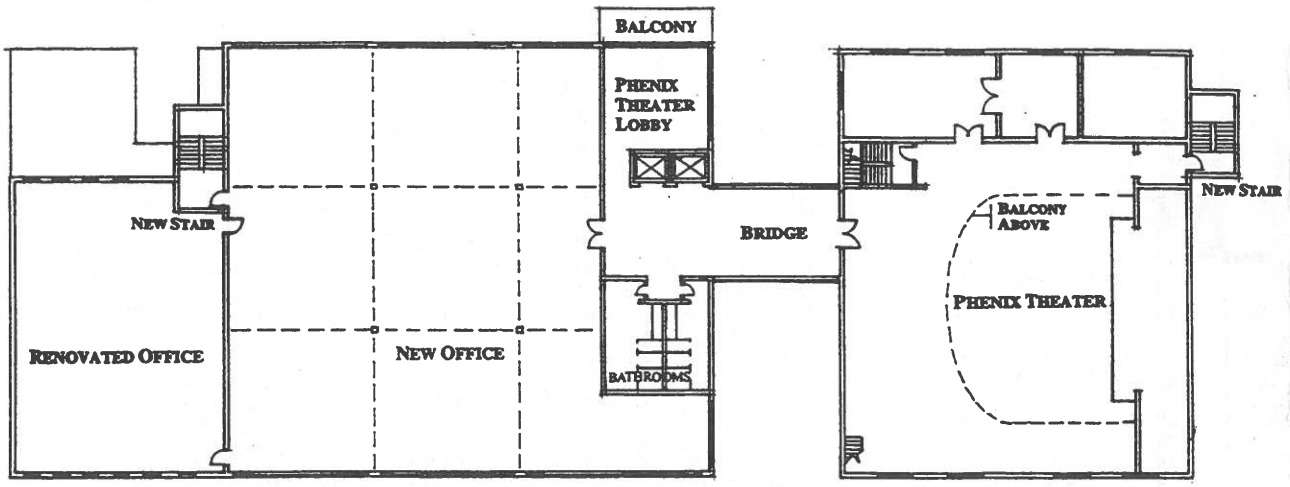 BALCONY
PHENIX
THEATER
LOBBY
NEW STAIR
BRIDGE
BALCONY
ABOVE
NEW STAIR
PHENIX THEATER
RENOVATED OFFICE
NEW OFFICE
BATHROOMS